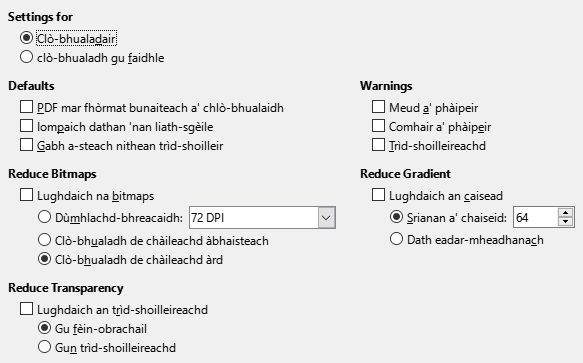 Settings for
Clò-bhualadair
clò-bhualadh gu faidhle
Defaults
PDF mar fhòrmat bunaiteach a' chlò-bhualaidh
Iompaich dathan 'nan liath-sgèile
Gabh a-steach nithean trìd-shoilleir
Warnings
Meud a' phàipeir
Comhair a' phàipeir
Trìd-shoilleireachd
Reduce Bitmaps
Lughdaich na bitmaps
Dùmhlachd-bhreacaidh: 72 DPI
Clò-bhualadh de chàileachd àbhaisteach
Clò-bhualadh de chàileachd àrd
Reduce Gradient
Lughdaich an caisead
Srianan a' chaiseid: 64
Dath eadar-mheadhanach
Reduce Transparency
Lughdaich an trìd-shoilleireachd
Gu fèin-obrachail
Gun trìd-shoilleireachd